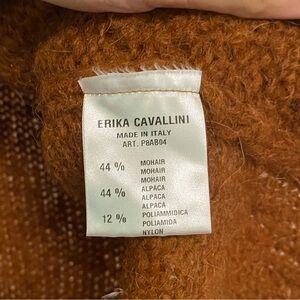 ERIKA CAVALLINI
MADE IN ITALY
ART. P8AB04
44 % MOHAIR
MOHAIR
MOHAIR
44 % ALPACA
ALPACA
ALPACA
12 % POLIAMMIDICA
POLIAMIDA
NYLON